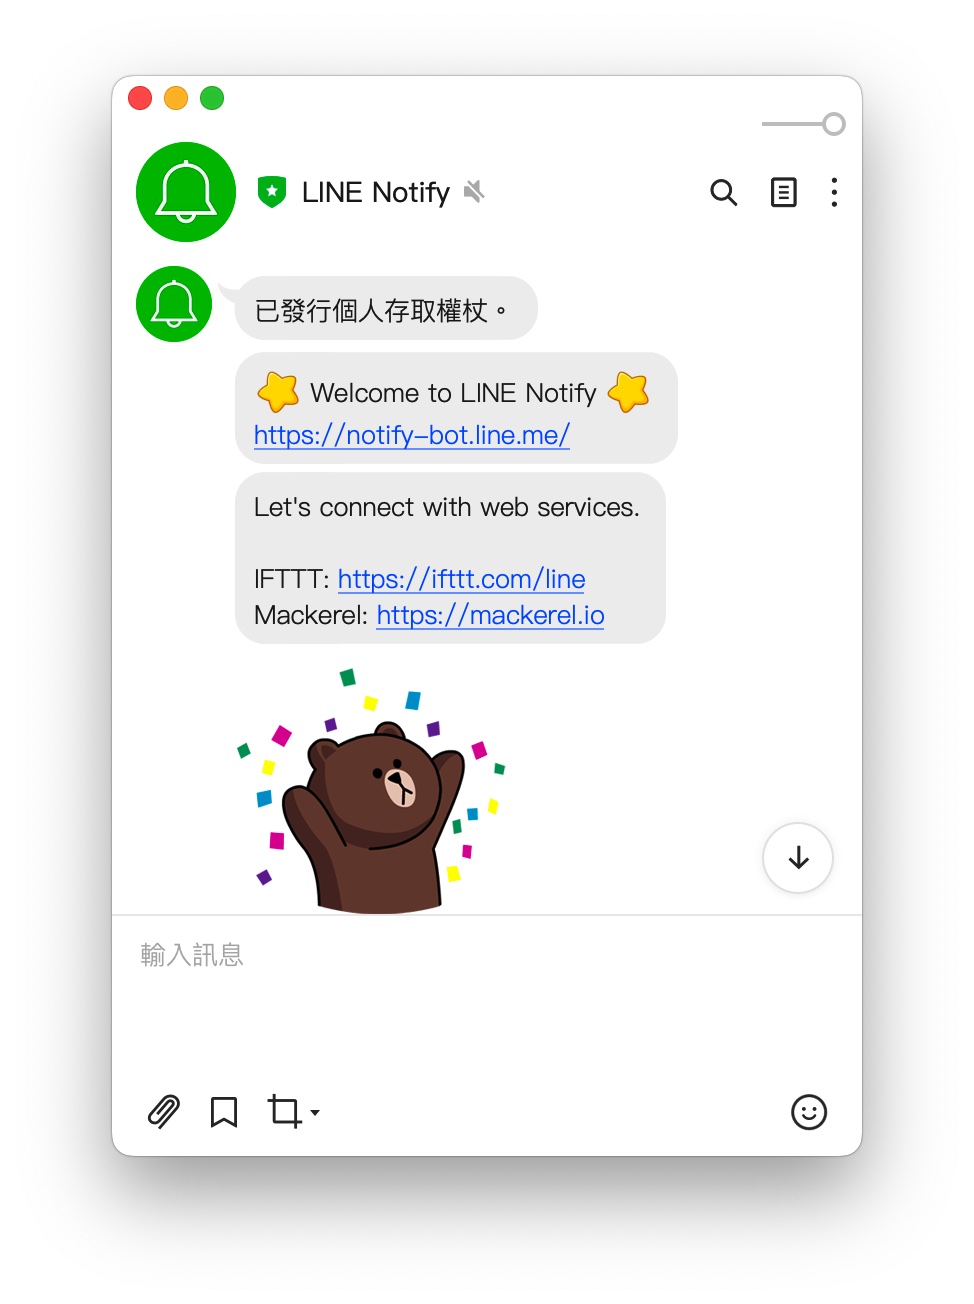 LINE Notify
已發行個人存取權杖。
Welcome to LINE Notify
https://notify-bot.line.me/
Let's connect with web services.
IFTTT: https://ifttt.com/line
Mackerel: https://mackerel.io
輸入訊息